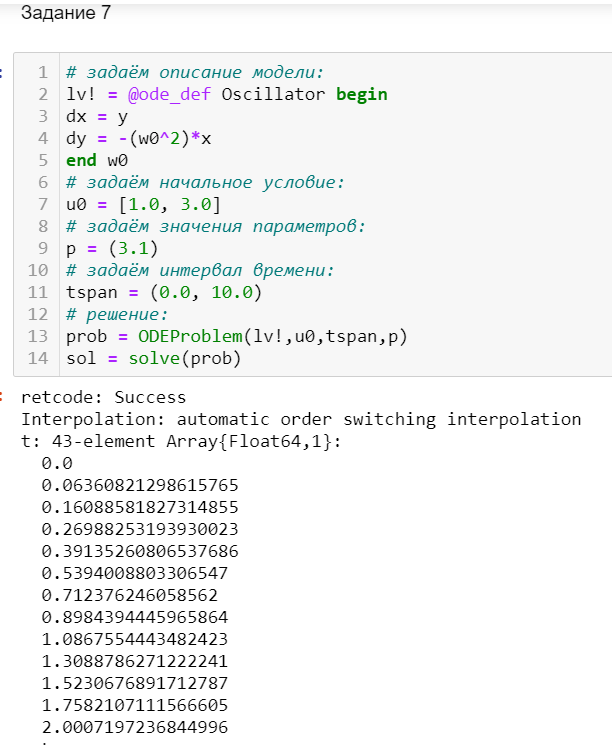 Задание 7
1 # задаём описание модели:
2 lv! = @ode_def Oscillator begin
3 dx = y
4 dy = -(w0^2)*x
5 end w0
6 # задаём начальное условие:
7 u0 = [1.0, 3.0]
8 # задаём значения параметров:
9 p = (3.1)
10 # задаём интервал времени:
11 tspan = (0.0, 10.0)
12 # решение:
13 prob = ODEProblem(lv!,u0,tspan,p)
14 sol = solve(prob)
retcode: Success
Interpolation: automatic order switching interpolation
t: 43-element Array{Float64,1}:
0.0
0.06360821298615765
0.16088581827314855
0.26988253193930023
0.39135260806537686
0.5394008803306547
0.712376246058562
0.8984394445965864
1.0867554443482423
1.3088786271222241
1.5230676891712787
1.7582107111566605
2.0007197236844996